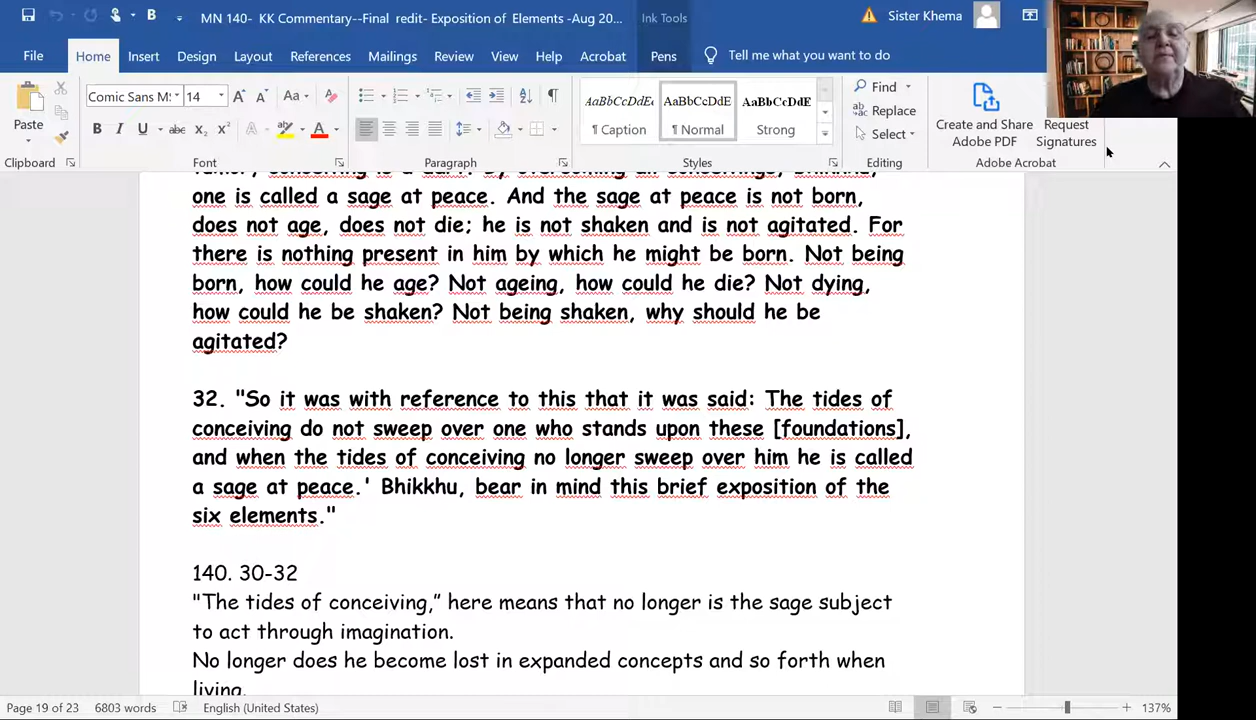 MN 140- KK Commentary--Final redit- Exposition of Elements -Aug 20...
Ink Tools
Sister Khema
File
Home
Insert
Design
Layout
References
Mailings
Review
View
Help
Acrobat
Pens
Tell me what you want to do
Paste
Clipboard
Comic Sans M
14
Font
Paragraph
AaBbCcDdE
¶ Caption
AaBbCcDdE
¶ Normal
AaBbCcDdE
Strong
Styles
Find
Replace
Select
Editing
Create and Share
Adobe PDF
Request
Signatures
Adobe Acrobat
one is called a sage at peace. And the sage at peace is not born,
does not age, does not die; he is not shaken and is not agitated. For
there is nothing present in him by which he might be born. Not being
born, how could he age? Not ageing, how could he die? Not dying,
how could he be shaken? Not being shaken, why should he be
agitated?
32. "So it was with reference to this that it was said: The tides of
conceiving do not sweep over one who stands upon these [foundations],
and when the tides of conceiving no longer sweep over him he is called
a sage at peace.' Bhikkhu, bear in mind this brief exposition of the
six elements."
140. 30-32
"The tides of conceiving,” here means that no longer is the sage subject
to act through imagination.
No longer does he become lost in expanded concepts and so forth when
living.
Page 19 of 23
6803 words
English (United States)
137%